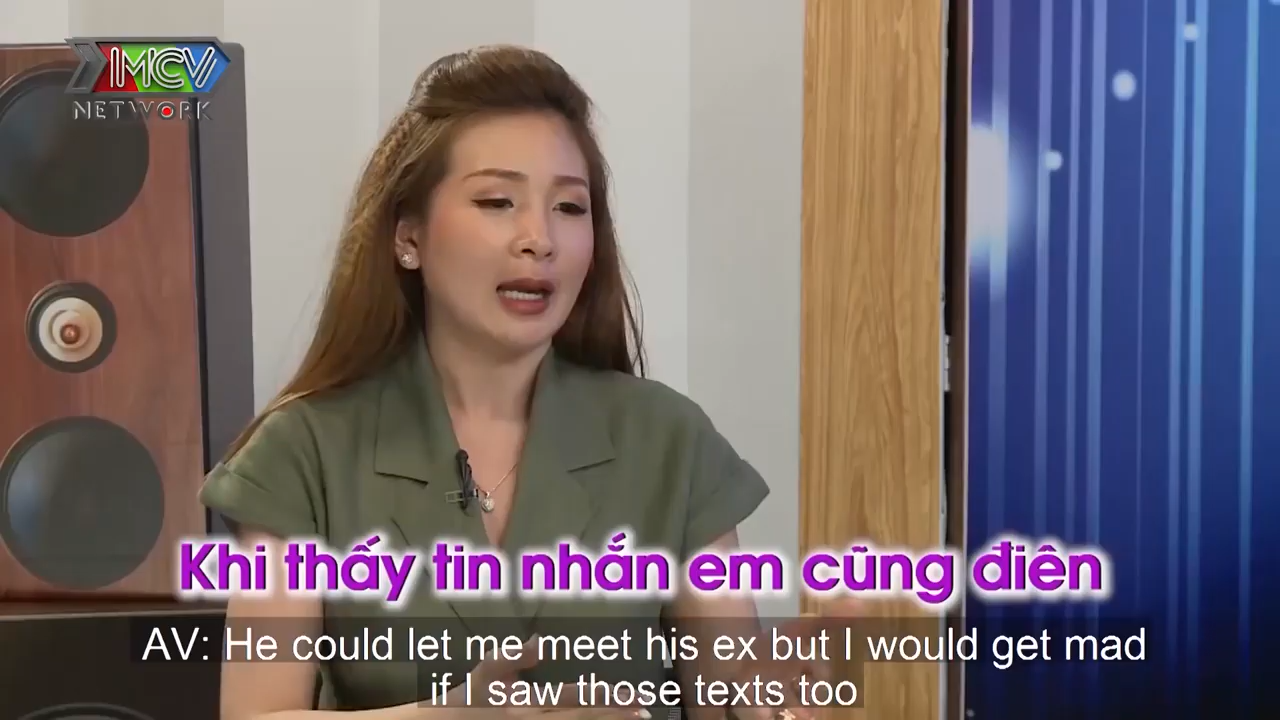 MCV
NETWORK
Khi thấy tin nhắn em cũng điên
AV: He could let me meet his ex but I would get mad
if I saw those texts too